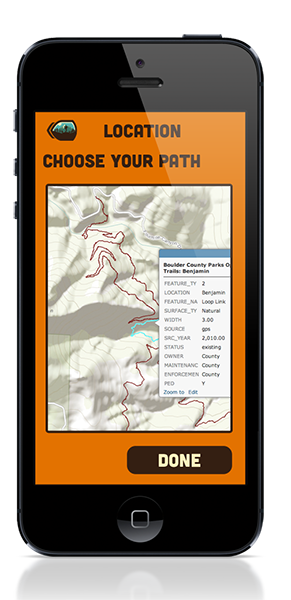 LOCATION
CHOOSE YOUR PATH
Boulder County Parks O
Trails: Benjamin
FEATURE_TY 2
LOCATION Benjamin
FEATURE_NA Loop Link
SURFACE_TY Natural
WIDTH 3.00
SOURCE gps
SRC_YEAR 2,010.00
STATUS existing
OWNER County
MAINTENANC County
ENFORCEMEN County
PED Y
Zoom to Edit
DONE